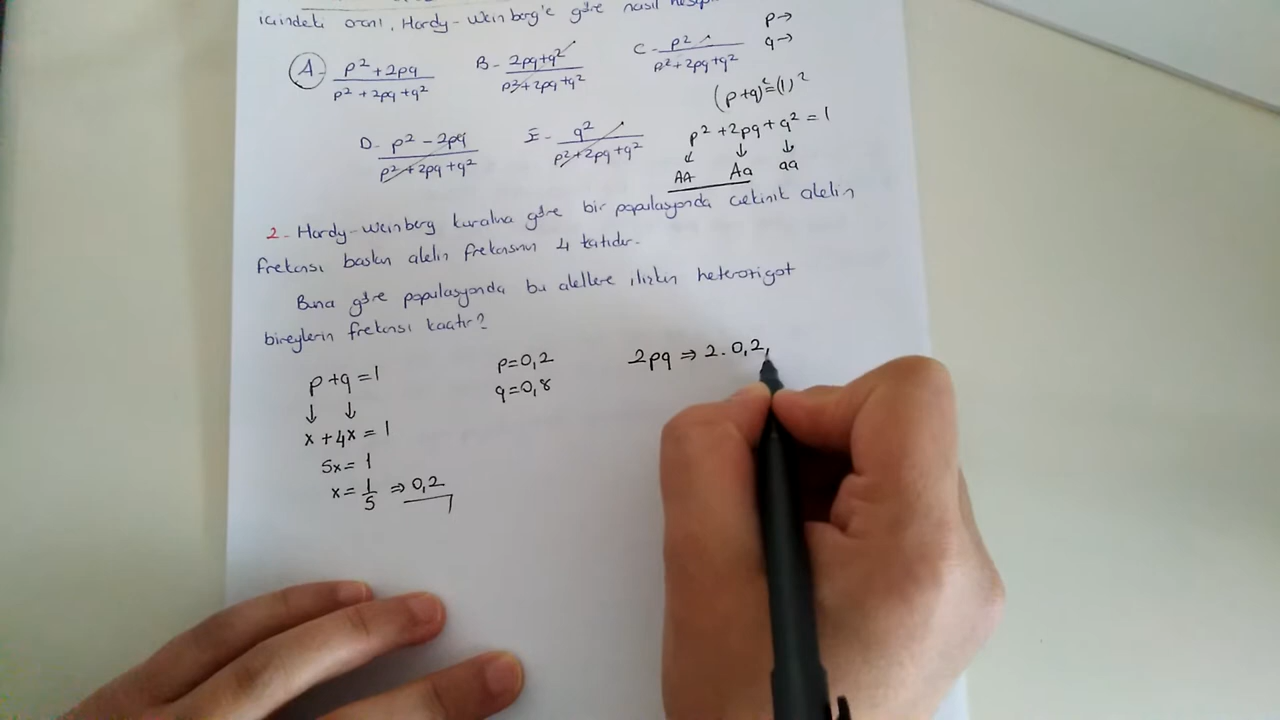 içindeki oranı, Hardy-Weinberg'e göre nasıl
p→
q→
A- p²+2pq / p²+2pq+q²
B- 2pq+q² / p²+2pq+q²
C- p² / p²+2pq+q²
(p+q)²=(1)²
p²+2pq+q²=1
↓ ↓ ↓
AA Aa aa
D- p²-2pq / p²+2pq+q²
E- q² / p²+2pq+q²
2- Hardy-Weinberg kuralına göre bir populasyonda çekinik alelin
frekansı baskın alelin frekansının 4 katıdır.
Buna göre populasyonda bu alellere ilişkin heterozigot
bireylerin frekansı kaçtır?
p+q=1
↓ ↓
x+4x=1
5x=1
x=1/5 ⇒ 0,2
p=0,2
q=0,8
2pq ⇒ 2.0,2,